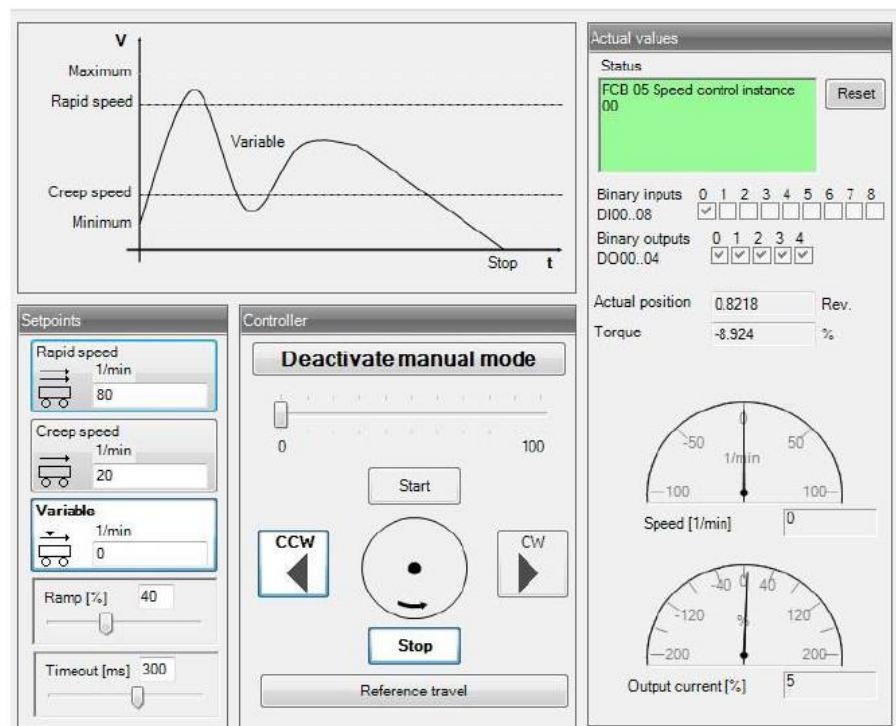 V
Maximum
Rapid speed
Variable
Creep speed
Minimum
Stop t
Setpoints
Rapid speed
1/min
80
Creep speed
1/min
20
Variable
1/min
0
Ramp [%] 40
Timeout [ms] 300
Controller
Deactivate manual mode
0 100
Start
CCW CW
Stop
Reference travel
Actual values
Status
FCB 05 Speed control instance
00
Reset
Binary inputs 0 1 2 3 4 5 6 7 8
DI00..08
Binary outputs 0 1 2 3 4
DO00..04
Actual position 0.8218 Rev.
Torque -8.924 %
0
-50 50
1/min
-100 100
Speed [1/min] 0
-40 0 40
-120 % 120
-200 200
Output current [%] 5